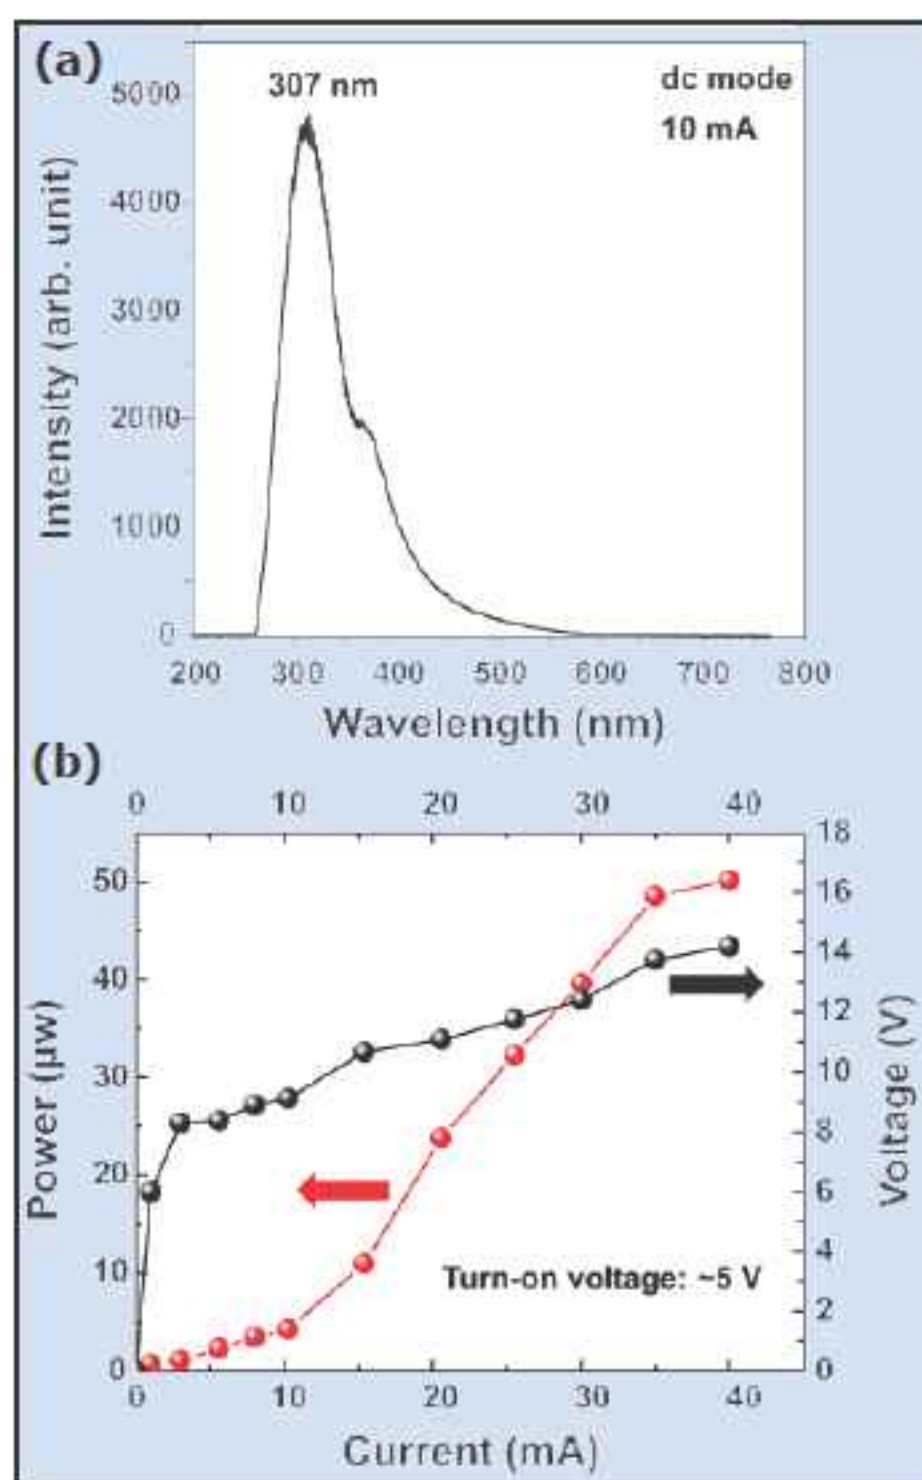 (a)
307 nm
dc mode
10 mA
Intensity (arb. unit)
5000
4000
3000
2000
1000
0
200 300 400 500 600 700 800
Wavelength (nm)
(b)
0 10 20 30 40
Power (µw)
50
40
30
20
10
0
18
16
14
12
10
8
6
4
2
0
Voltage (V)
Turn-on voltage: ~5 V
0 10 20 30 40
Current (mA)